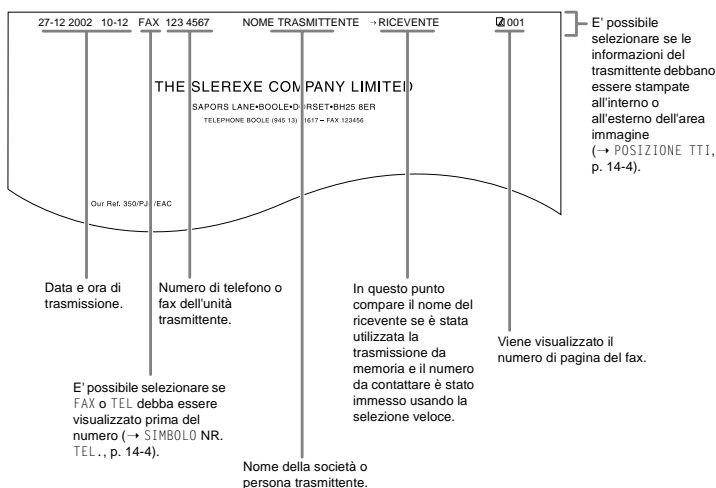 27-12 2002 10-12 FAX 123 4567 NOME TRASMITTENTE →RICEVENTE 001
THE SLEREXE COMPANY LIMITED
SAPORS LANE•BOOLE•DORSET•BH25 8ER
TELEPHONE BOOLE (945 13) 1617 – FAX 123456
Our Ref. 350/PJ /EAC
E' possibile
selezionare se le
informazioni del
trasmittente debbano
essere stampate
all'interno o
all'esterno dell'area
immagine
(→ POSIZIONE TTI,
p. 14-4).
Data e ora di
trasmissione.
Numero di telefono o
fax dell'unità
trasmittente.
In questo punto
compare il nome del
ricevente se è stata
utilizzata la
trasmissione da
memoria e il numero
da contattare è stato
immesso usando la
selezione veloce.
Viene visualizzato il
numero di pagina del fax.
E' possibile selezionare se
FAX o TEL debba essere
visualizzato prima del
numero (→ SIMBOLO NR.
TEL., p. 14-4).
Nome della società o
persona trasmittente.